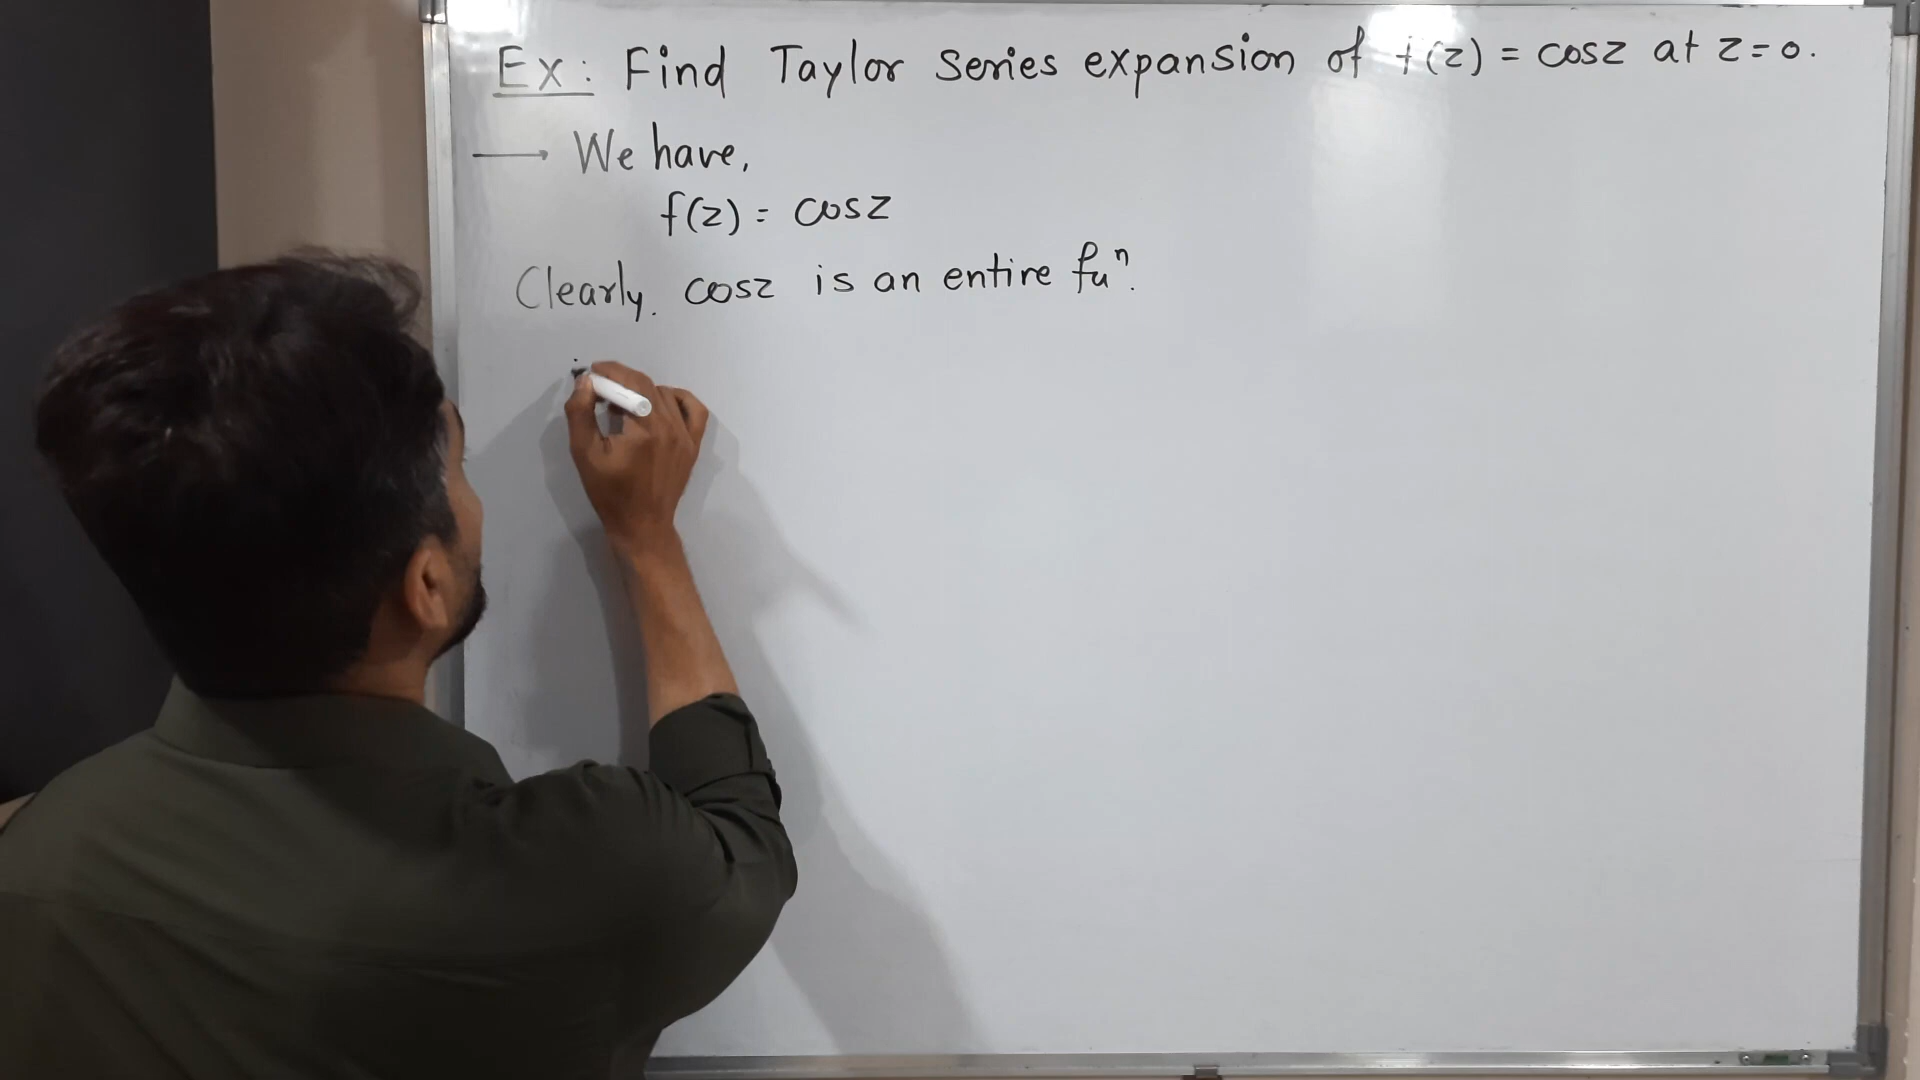 Ex: Find Taylor Series expansion of f(z) = cosz at z=0.
→ We have,
f(z) = cosz
Clearly. cosz is an entire fuⁿ.